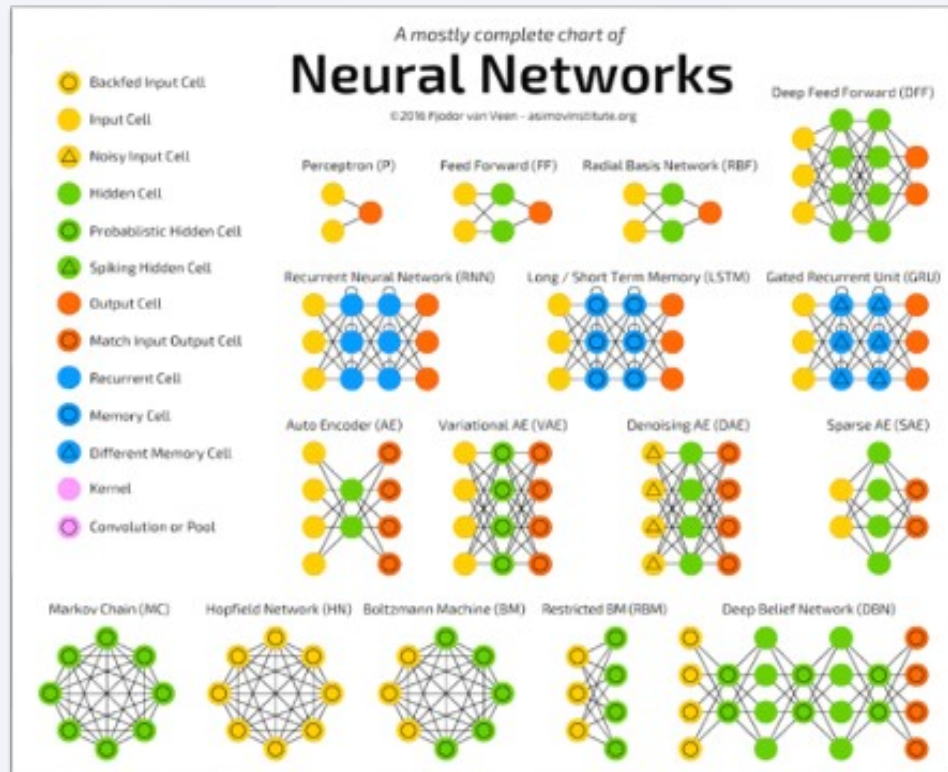 A mostly complete chart of
Neural Networks
©2016 Fjodor van Veen - asimovinstitute.org
Backfed Input Cell
Input Cell
Noisy Input Cell
Hidden Cell
Probablistic Hidden Cell
Spiking Hidden Cell
Output Cell
Match Input Output Cell
Recurrent Cell
Memory Cell
Different Memory Cell
Kernel
Convolution or Pool
Deep Feed Forward (DFF)
Perceptron (P)
Feed Forward (FF)
Radial Basis Network (RBF)
Recurrent Neural Network (RNN)
Long / Short Term Memory (LSTM)
Gated Recurrent Unit (GRU)
Auto Encoder (AE)
Variational AE (VAE)
Denoising AE (DAE)
Sparse AE (SAE)
Markov Chain (MC)
Hopfield Network (HN)
Boltzmann Machine (BM)
Restricted BM (RBM)
Deep Belief Network (DBN)